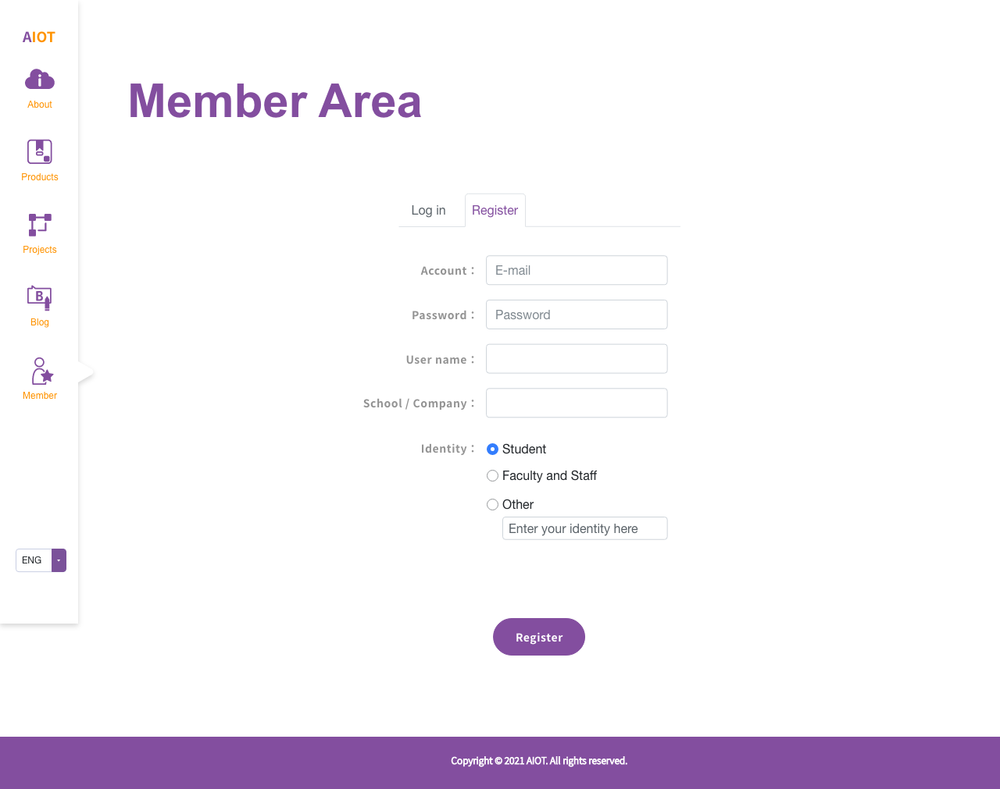 AIOT
About
Products
Projects
B
Blog
Member
ENG
Member Area
Log in
Register
Account：
E-mail
Password：
Password
User name：
School / Company：
Identity：
Student
Faculty and Staff
Other
Enter your identity here
Register
Copyright © 2021 AIOT. All rights reserved.